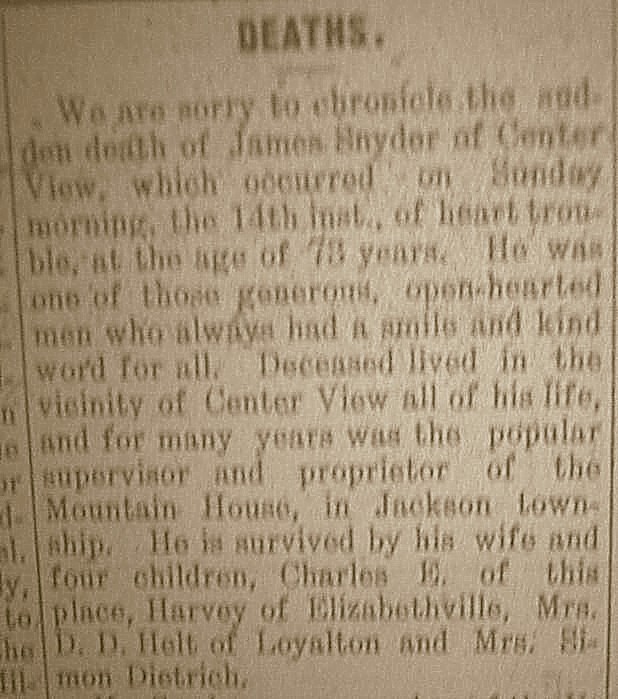 DEATHS.
We are sorry to chronicle the sud-
den death of James Snyder of Center
View, which occurred on Sunday
morning, the 14th inst., of heart trou-
ble, at the age of 73 years. He was
one of those generous, open-hearted
men who always had a smile and kind
word for all. Deceased lived in the
vicinity of Center View all of his life,
and for many years was the popular
supervisor and proprietor of the
Mountain House, in Jackson town-
ship. He is survived by his wife and
four children, Charles E. of this
place, Harvey of Elizabethville, Mrs.
D. D. Helt of Loyalton and Mrs. Si-
mon Dietrich.